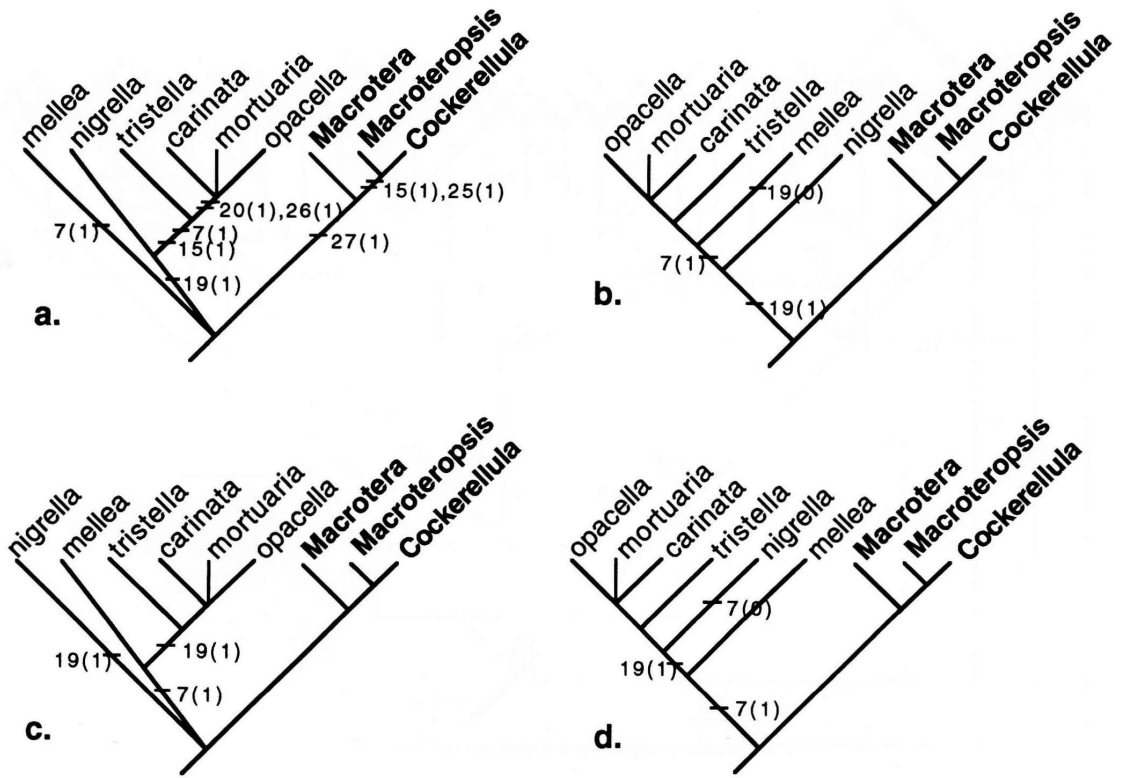 mellea
nigrella
tristella
carinata
mortuaria
opacella
Macrotera
Macroteropsis
Cockerellula
15(1),25(1)
20(1),26(1)
7(1)
7(1)
27(1)
15(1)
19(1)
a.
opacella
mortuaria
carinata
tristella
mellea
nigrella
Macrotera
Macroteropsis
Cockerellula
19(0)
7(1)
19(1)
b.
nigrella
mellea
tristella
carinata
mortuaria
opacella
Macrotera
Macroteropsis
Cockerellula
19(1)
19(1)
7(1)
c.
opacella
mortuaria
carinata
tristella
nigrella
mellea
Macrotera
Macroteropsis
Cockerellula
7(0)
19(1)
7(1)
d.